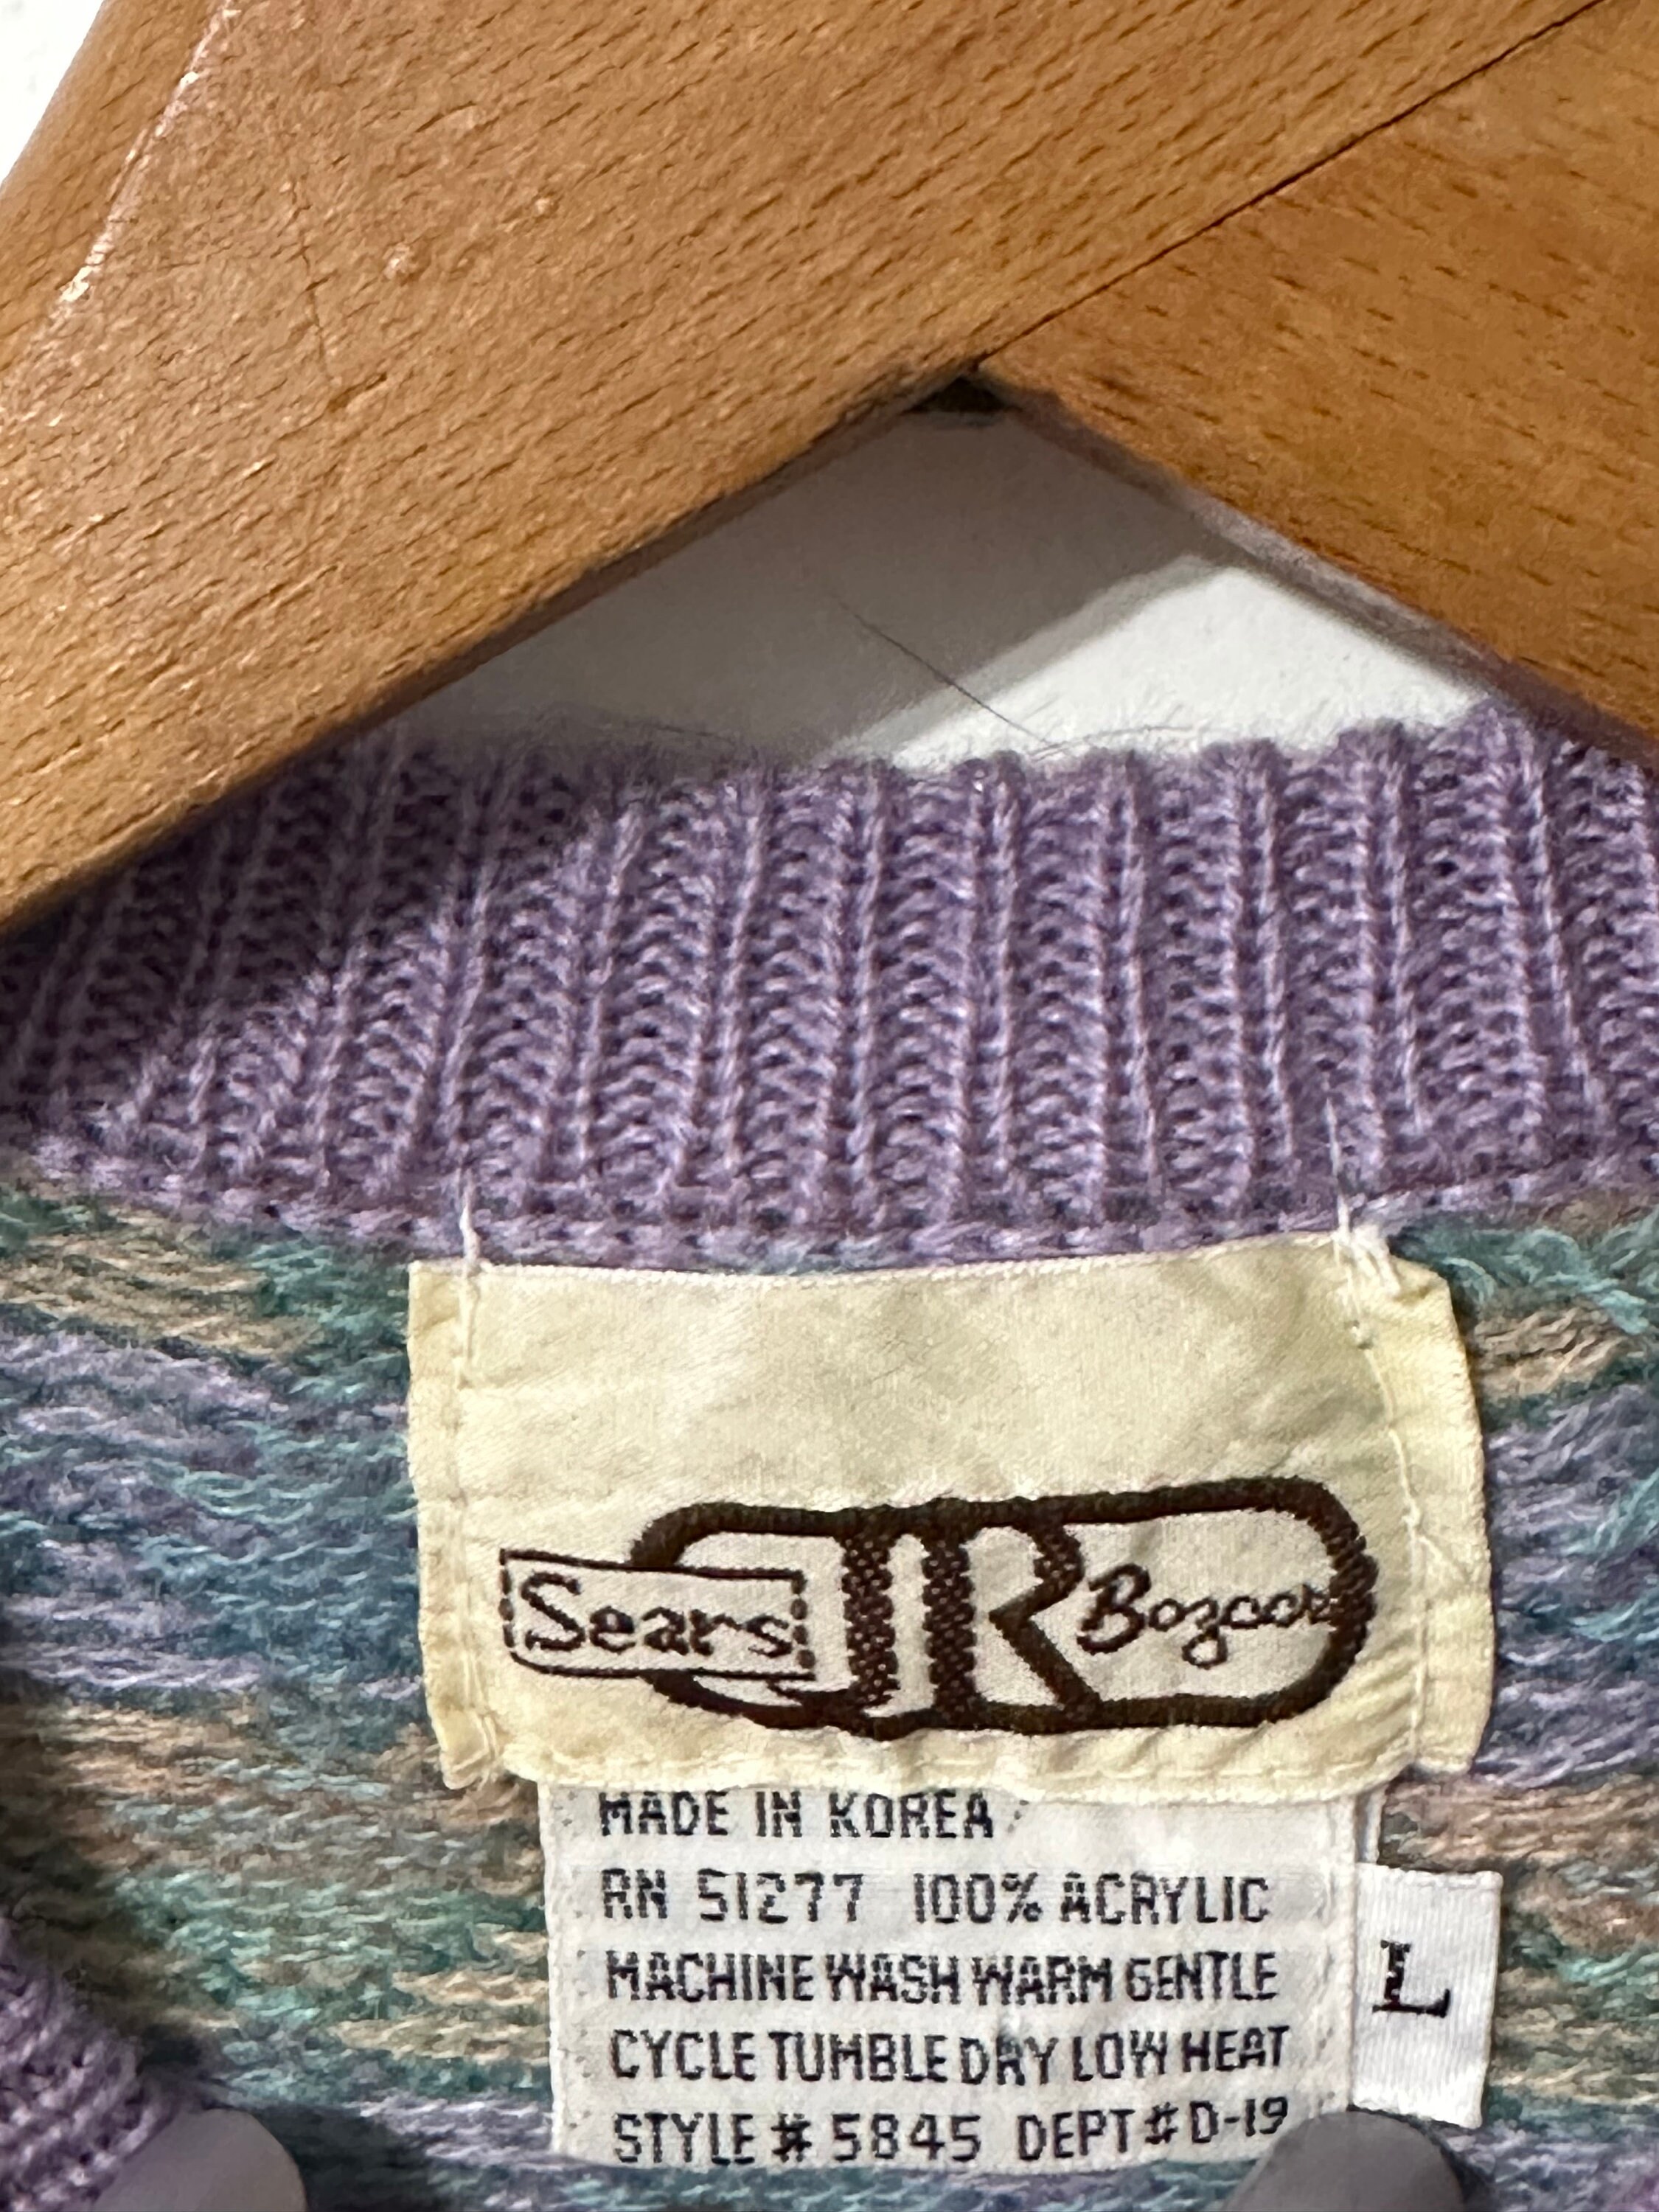 Sears JR Bazaar
MADE IN KOREA
RN 51277 100% ACRYLIC
MACHINE WASH WARM GENTLE
CYCLE TUMBLE DRY LOW HEAT
STYLE # 5845 DEPT # D-19
L